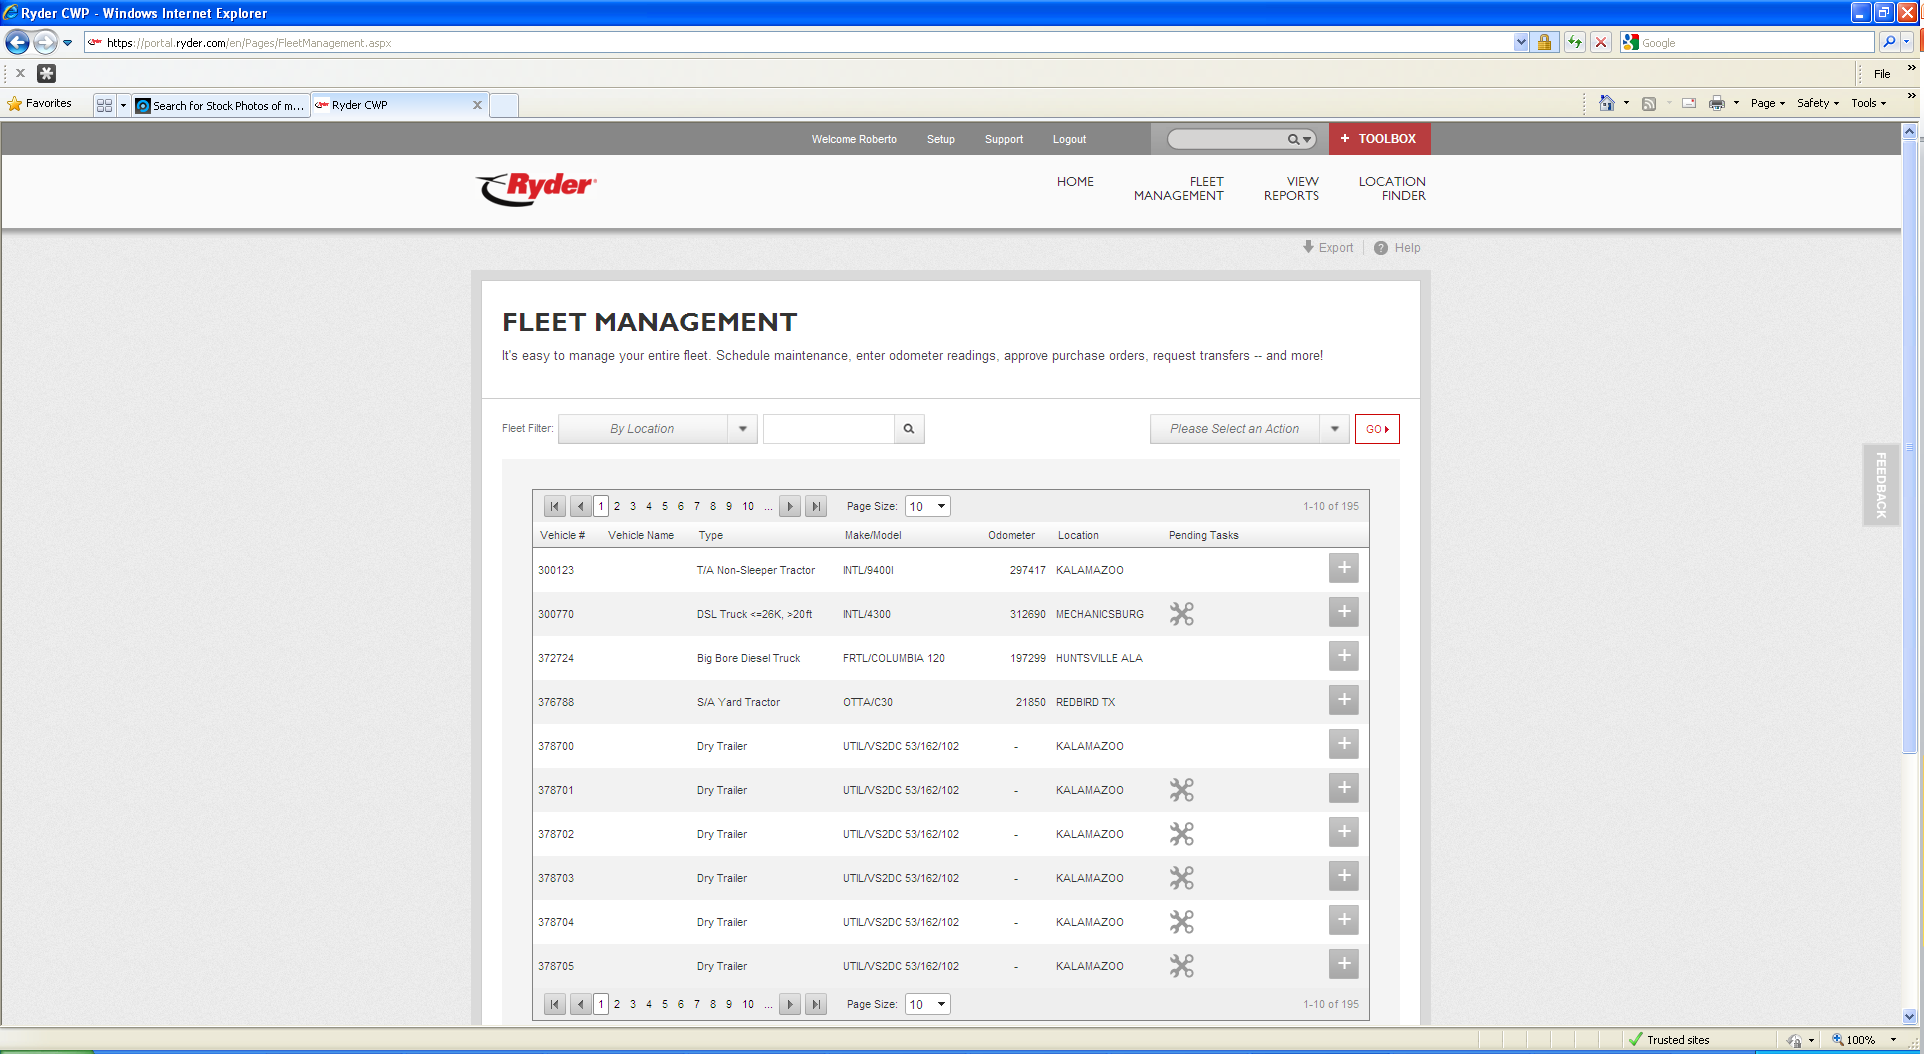 Ryder CWP - Windows Internet Explorer
https://portal.ryder.com/en/Pages/FleetManagement.aspx
Google
File
Favorites
Search for Stock Photos of m...
Ryder CWP
Page
Safety
Tools
Welcome Roberto Setup Support Logout
+ TOOLBOX
Ryder
HOME
FLEET MANAGEMENT
VIEW REPORTS
LOCATION FINDER
Export
Help
FLEET MANAGEMENT
It's easy to manage your entire fleet. Schedule maintenance, enter odometer readings, approve purchase orders, request transfers -- and more!
Fleet Filter: By Location
Please Select an Action
GO
FEEDBACK
1 2 3 4 5 6 7 8 9 10 ... Page Size: 10 1-10 of 195
Vehicle # Vehicle Name Type Make/Model Odometer Location Pending Tasks
300123 T/A Non-Sleeper Tractor INTL/9400I 297417 KALAMAZOO
300770 DSL Truck <=26K, >20ft INTL/4300 312690 MECHANICSBURG
372724 Big Bore Diesel Truck FRTL/COLUMBIA 120 197299 HUNTSVILLE ALA
376788 S/A Yard Tractor OTTA/C30 21850 REDBIRD TX
378700 Dry Trailer UTIL/VS2DC 53/162/102 - KALAMAZOO
378701 Dry Trailer UTIL/VS2DC 53/162/102 - KALAMAZOO
378702 Dry Trailer UTIL/VS2DC 53/162/102 - KALAMAZOO
378703 Dry Trailer UTIL/VS2DC 53/162/102 - KALAMAZOO
378704 Dry Trailer UTIL/VS2DC 53/162/102 - KALAMAZOO
378705 Dry Trailer UTIL/VS2DC 53/162/102 - KALAMAZOO
1 2 3 4 5 6 7 8 9 10 ... Page Size: 10 1-10 of 195
Trusted sites
100%